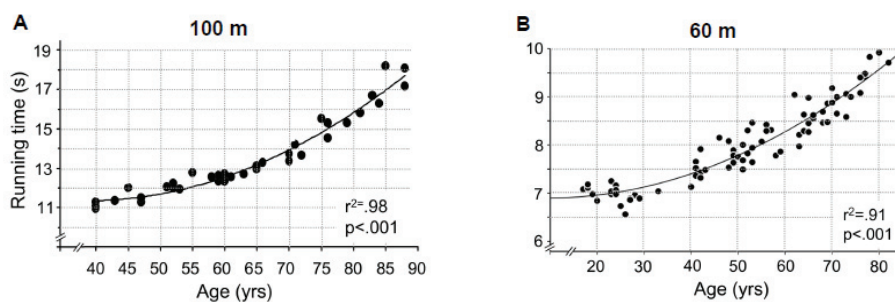 A
100 m
Running time (s)
19
17
15
13
11
r²=.98
p<.001
40 45 50 55 60 65 70 75 80 85 90
Age (yrs)
B
60 m
10
9
8
7
6
r²=.91
p<.001
20 30 40 50 60 70 80
Age (yrs)